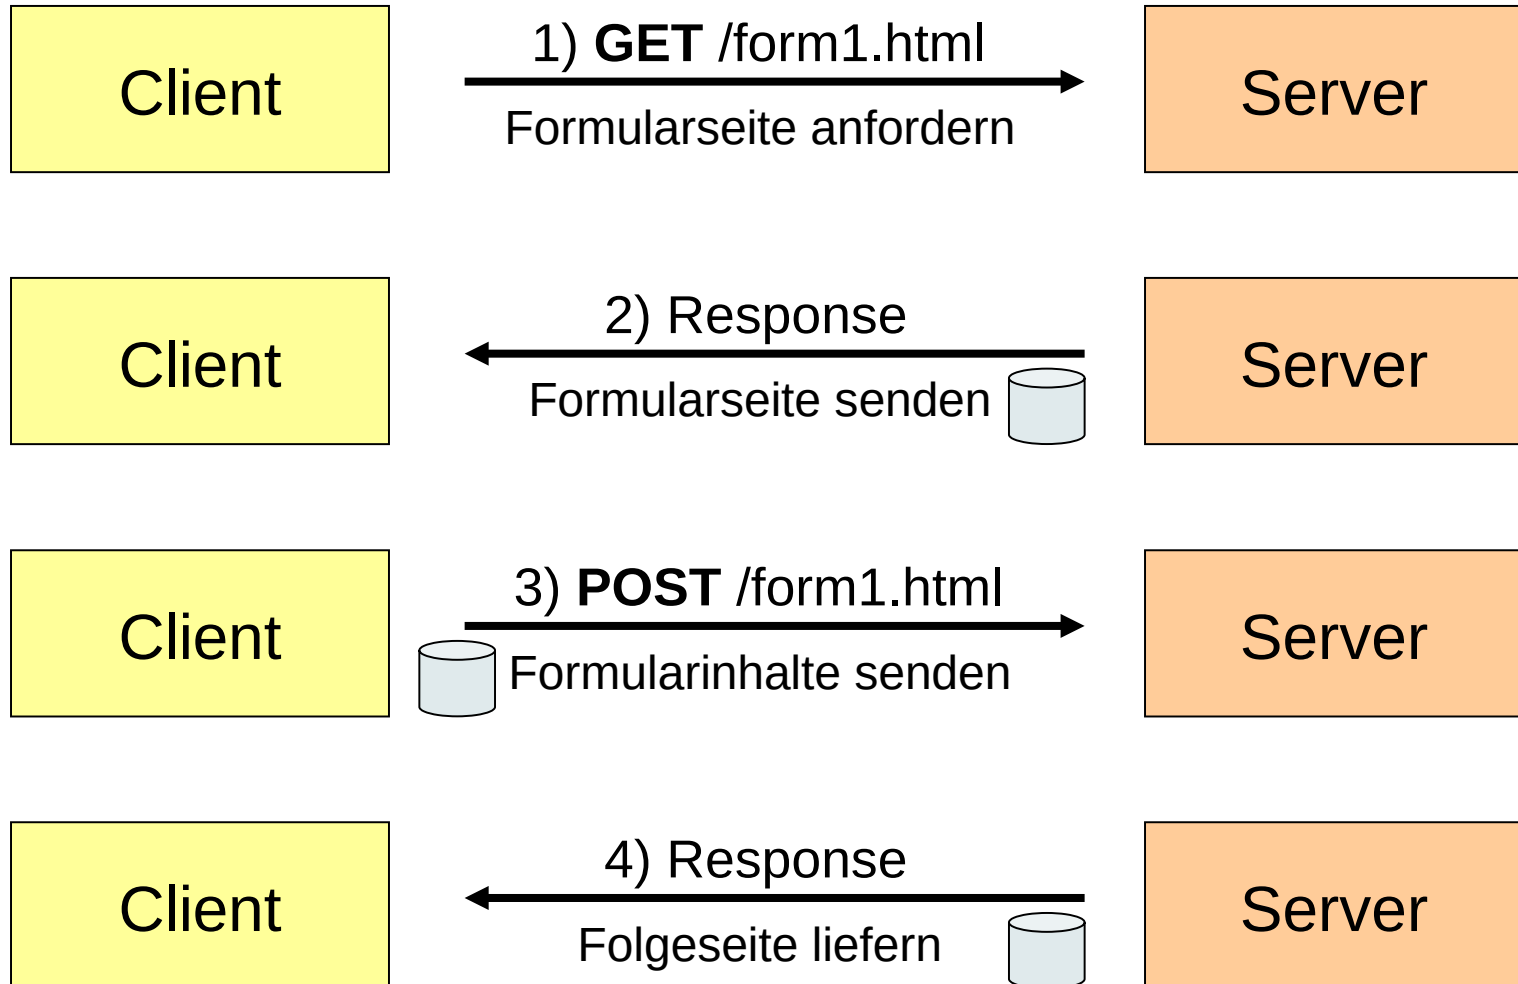 Client
1) GET /form1.html
Formularseite anfordern
Server
Client
2) Response
Formularseite senden
Server
Client
3) POST /form1.html
Formularinhalte senden
Server
Client
4) Response
Folgeseite liefern
Server